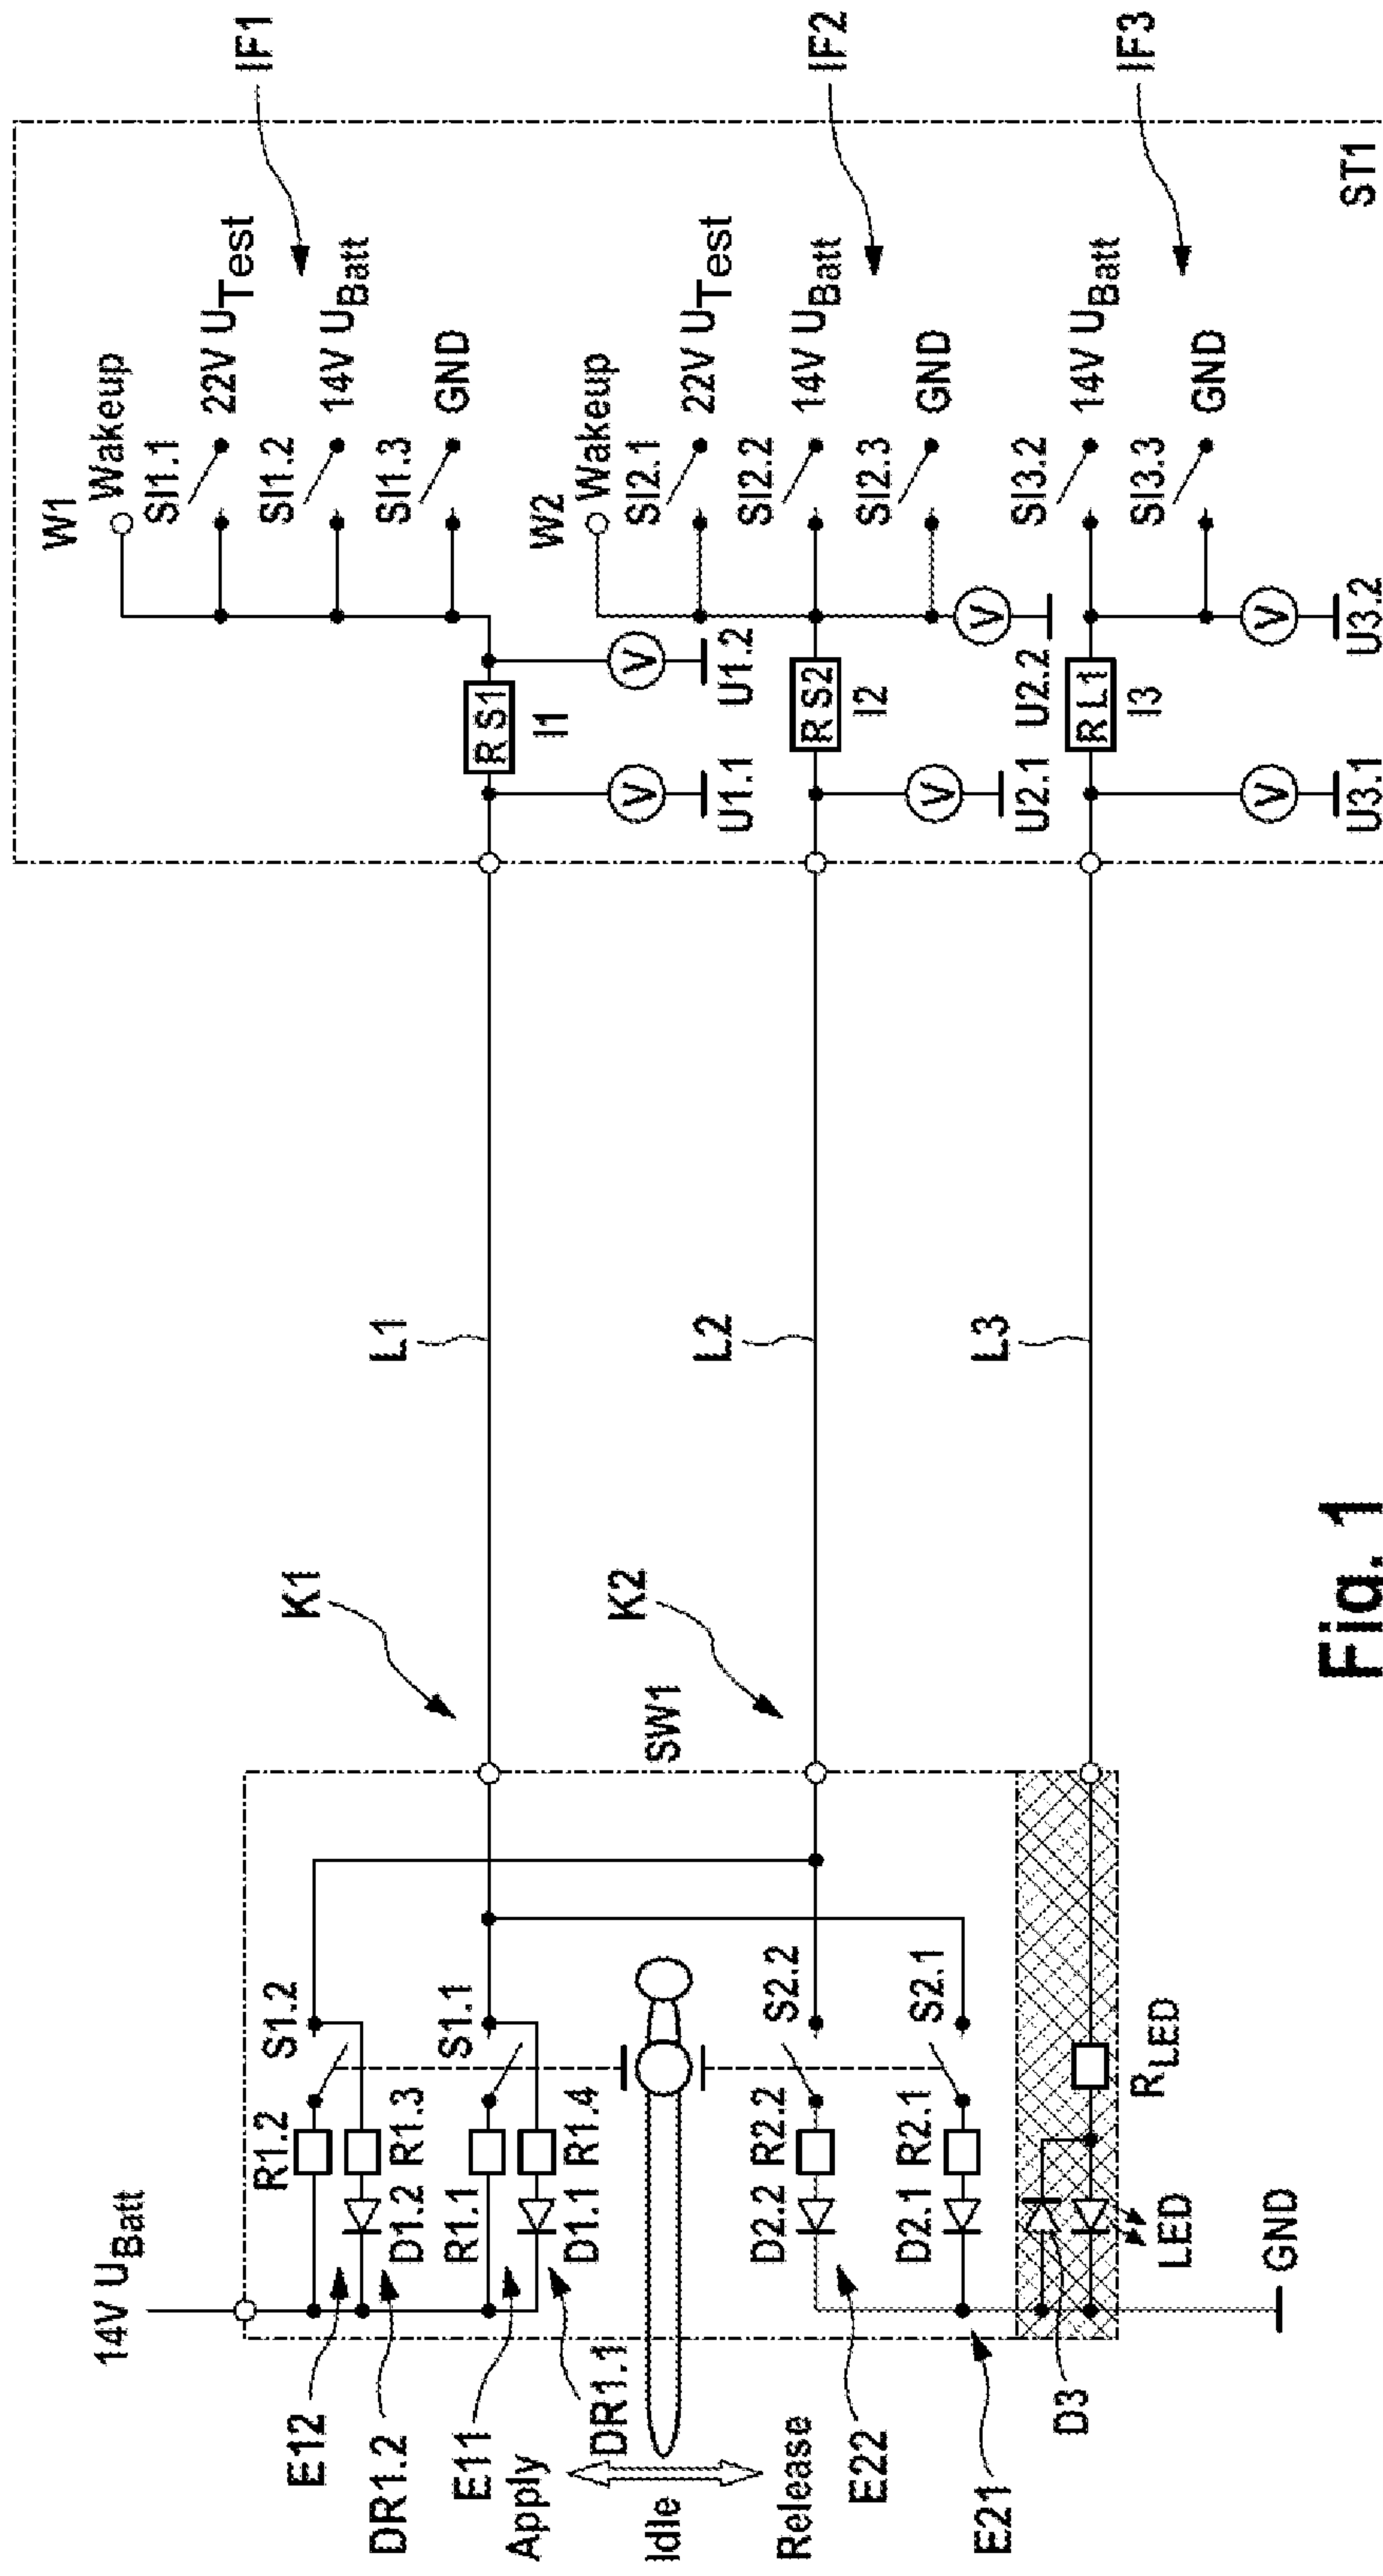 14V UBatt
E12
DR1.2
E11
Apply
DR1.1
Idle
Release
E22
E21
D3
R1.2
S1.2
D1.2 R1.3
R1.1
S1.1
D1.1 R1.4
D2.2 R2.2
S2.2
D2.1 R2.1
S2.1
RLED
LED
GND
SW1
K1
K2
L1
L2
L3
W1
Wakeup
SI1.1
22V UTest
SI1.2
14V UBatt
SI1.3
GND
IF1
R S1
I1
V
V
U1.1
U1.2
W2
Wakeup
SI2.1
22V UTest
SI2.2
14V UBatt
SI2.3
GND
IF2
R S2
I2
V
V
U2.1
U2.2
SI3.2
14V UBatt
SI3.3
GND
IF3
R L1
I3
V
V
U3.1
U3.2
ST1
Fig. 1